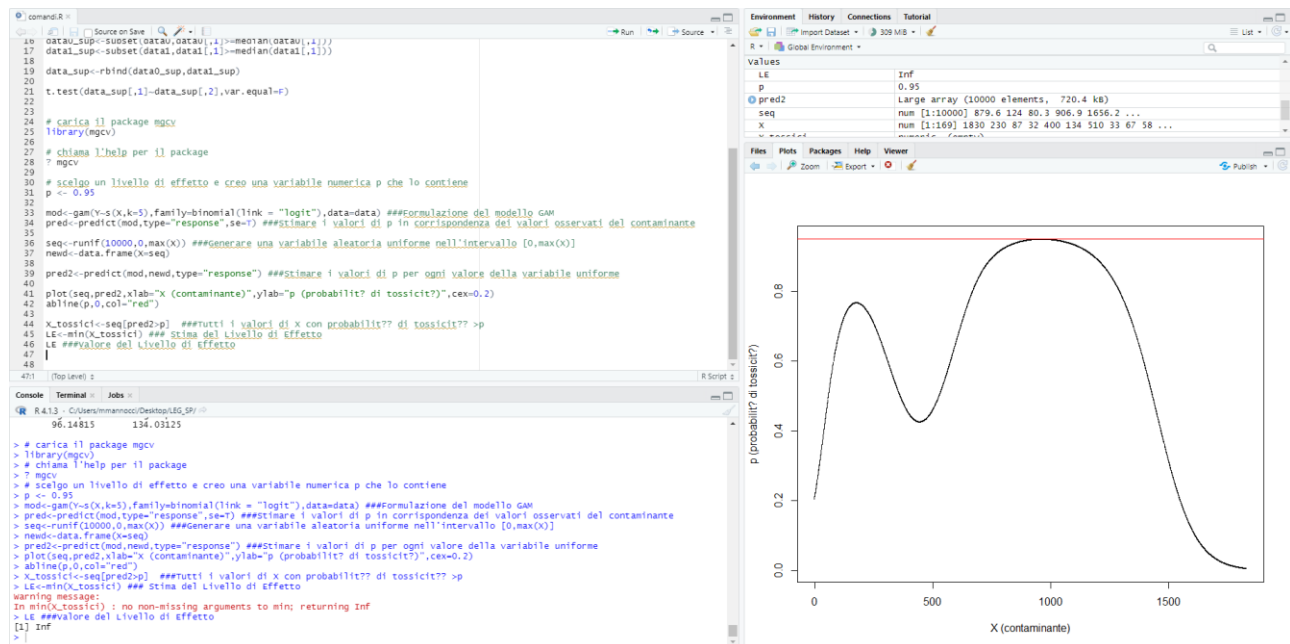 comandi.R
Source on Save
Run
Source
16 data0_sup<-subset(data0,data0[,1]>=median(data0[,1]))
17 data1_sup<-subset(data1,data1[,1]>=median(data1[,1]))
18
19 data_sup<-rbind(data0_sup,data1_sup)
20
21 t.test(data_sup[,1]~data_sup[,2],var.equal=F)
22
23
24 # carica il package mgcv
25 library(mgcv)
26
27 # chiama l'help per il package
28 ? mgcv
29
30 # scelgo un livello di effetto e creo una variabile numerica p che lo contiene
31 p <- 0.95
32
33 mod<-gam(Y~s(X,k=5),family=binomial(link = "logit"),data=data) ###Formulazione del modello GAM
34 pred<-predict(mod,type="response",se=T) ###Stimare i valori di p in corrispondenza dei valori osservati del contaminante
35
36 seq<-runif(10000,0,max(X)) ###Generare una variabile aleatoria uniforme nell'intervallo [0,max(X)]
37 newd<-data.frame(X=seq)
38
39 pred2<-predict(mod,newd,type="response") ###Stimare i valori di p per ogni valore della variabile uniforme
40
41 plot(seq,pred2,xlab="X (contaminante)",ylab="p (probabilit? di tossicit?)",cex=0.2)
42 abline(p,0,col="red")
43
44 X_tossici<-seq[pred2>p] ###Tutti i valori di X con probabilit?? di tossicit?? >p
45 LE<-min(X_tossici) ### Stima del Livello di Effetto
46 LE ###Valore del Livello di Effetto
47
48
47:1 (Top Level) R Script
Console Terminal Jobs
R 4.1.3 · C:/Users/mmannocci/Desktop/LEG_SP/
96.14815 134.03125
> # carica il package mgcv
> library(mgcv)
> # chiama l'help per il package
> ? mgcv
> # scelgo un livello di effetto e creo una variabile numerica p che lo contiene
> p <- 0.95
> mod<-gam(Y~s(X,k=5),family=binomial(link = "logit"),data=data) ###Formulazione del modello GAM
> pred<-predict(mod,type="response",se=T) ###Stimare i valori di p in corrispondenza dei valori osservati del contaminante
> seq<-runif(10000,0,max(X)) ###Generare una variabile aleatoria uniforme nell'intervallo [0,max(X)]
> newd<-data.frame(X=seq)
> pred2<-predict(mod,newd,type="response") ###Stimare i valori di p per ogni valore della variabile uniforme
> plot(seq,pred2,xlab="X (contaminante)",ylab="p (probabilit? di tossicit?)",cex=0.2)
> abline(p,0,col="red")
> X_tossici<-seq[pred2>p] ###Tutti i valori di X con probabilit?? di tossicit?? >p
> LE<-min(X_tossici) ### Stima del Livello di Effetto
Warning message:
In min(X_tossici) : no non-missing arguments to min; returning Inf
> LE ###Valore del Livello di Effetto
[1] Inf
>
Environment History Connections Tutorial
Import Dataset 309 MiB List
R Global Environment
Values
LE Inf
p 0.95
pred2 Large array (10000 elements, 720.4 kB)
seq num [1:10000] 879.6 124 80.3 906.9 1656.2 ...
X num [1:169] 1830 230 87 32 400 134 510 33 67 58 ...
X_tossici numeric (empty)
Files Plots Packages Help Viewer
Zoom Export Publish
p (probabilit? di tossicit?)
0.8
0.6
0.4
0.2
0.0
0 500 1000 1500
X (contaminante)